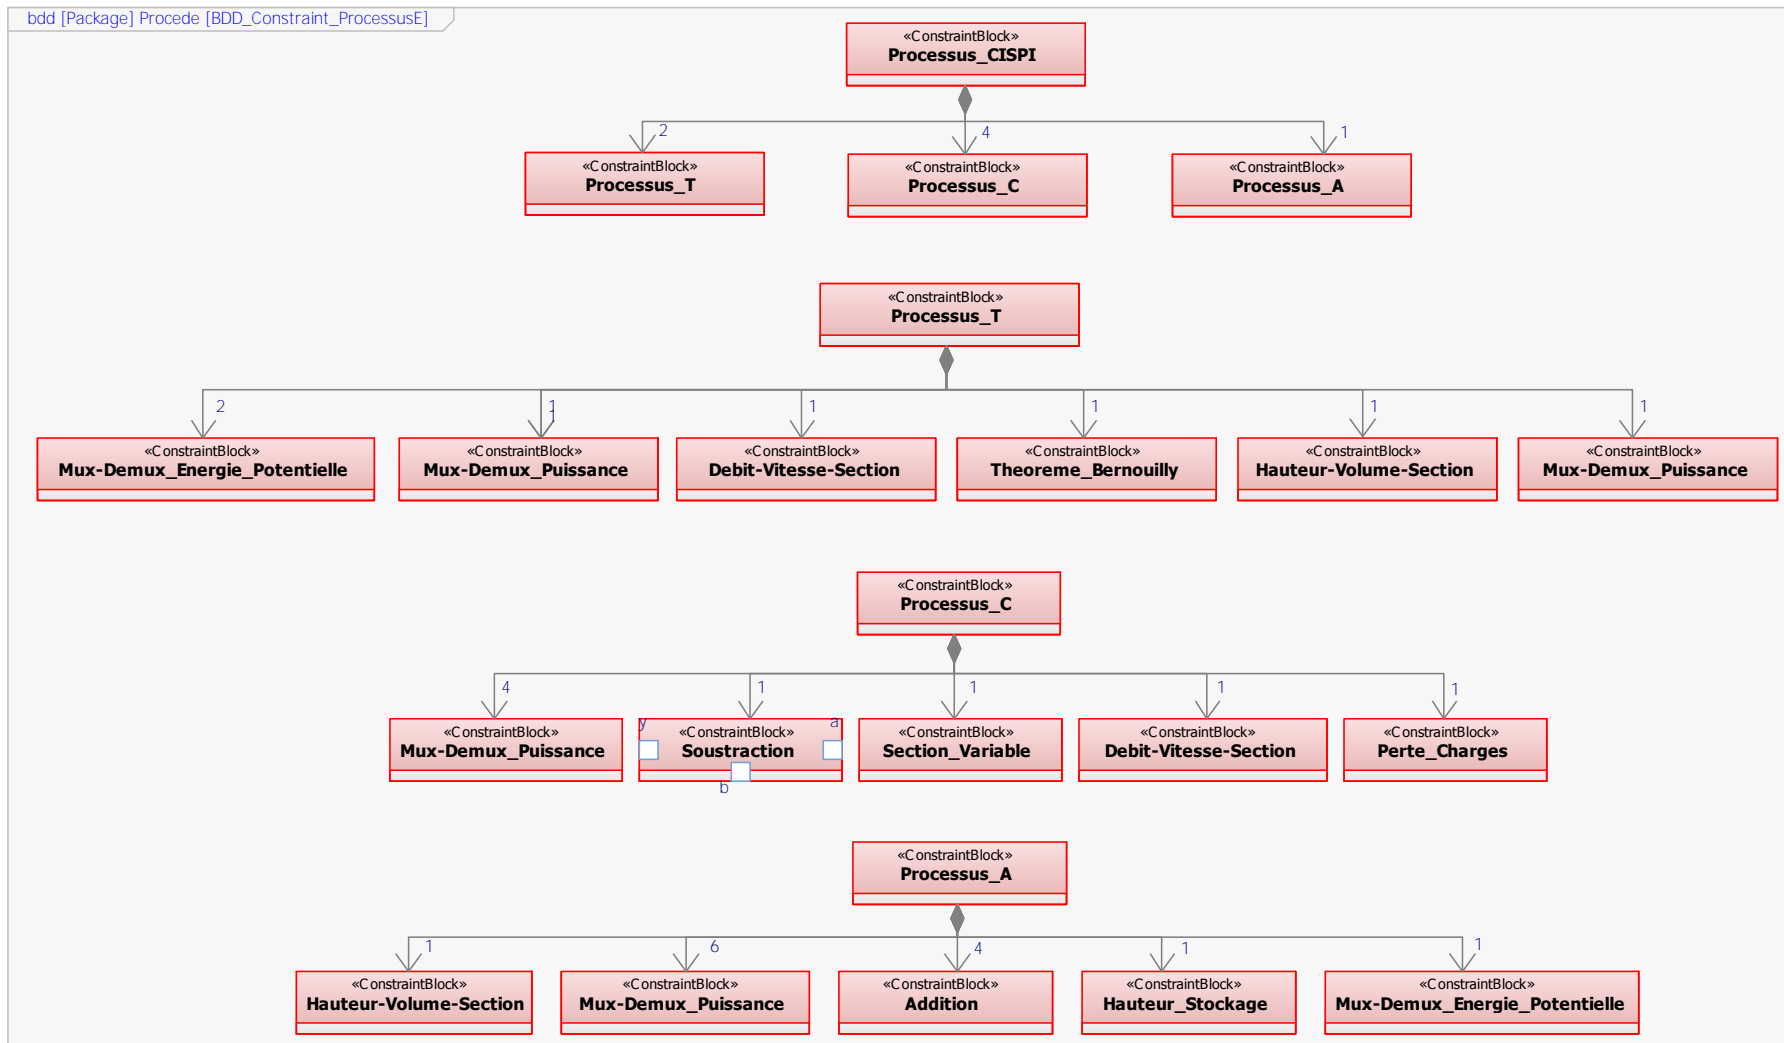 bdd [Package] Procede [BDD_Constraint_ProcessusE]
«ConstraintBlock»
Processus_CISPI
2
4
1
«ConstraintBlock»
Processus_T
«ConstraintBlock»
Processus_C
«ConstraintBlock»
Processus_A
«ConstraintBlock»
Processus_T
2
1
1
1
1
1
1
«ConstraintBlock»
Mux-Demux_Energie_Potentielle
«ConstraintBlock»
Mux-Demux_Puissance
«ConstraintBlock»
Debit-Vitesse-Section
«ConstraintBlock»
Theoreme_Bernouilly
«ConstraintBlock»
Hauteur-Volume-Section
«ConstraintBlock»
Mux-Demux_Puissance
«ConstraintBlock»
Processus_C
4
1
1
1
1
«ConstraintBlock»
Mux-Demux_Puissance
y
a
«ConstraintBlock»
Soustraction
b
«ConstraintBlock»
Section_Variable
«ConstraintBlock»
Debit-Vitesse-Section
«ConstraintBlock»
Perte_Charges
«ConstraintBlock»
Processus_A
1
6
4
1
1
«ConstraintBlock»
Hauteur-Volume-Section
«ConstraintBlock»
Mux-Demux_Puissance
«ConstraintBlock»
Addition
«ConstraintBlock»
Hauteur_Stockage
«ConstraintBlock»
Mux-Demux_Energie_Potentielle